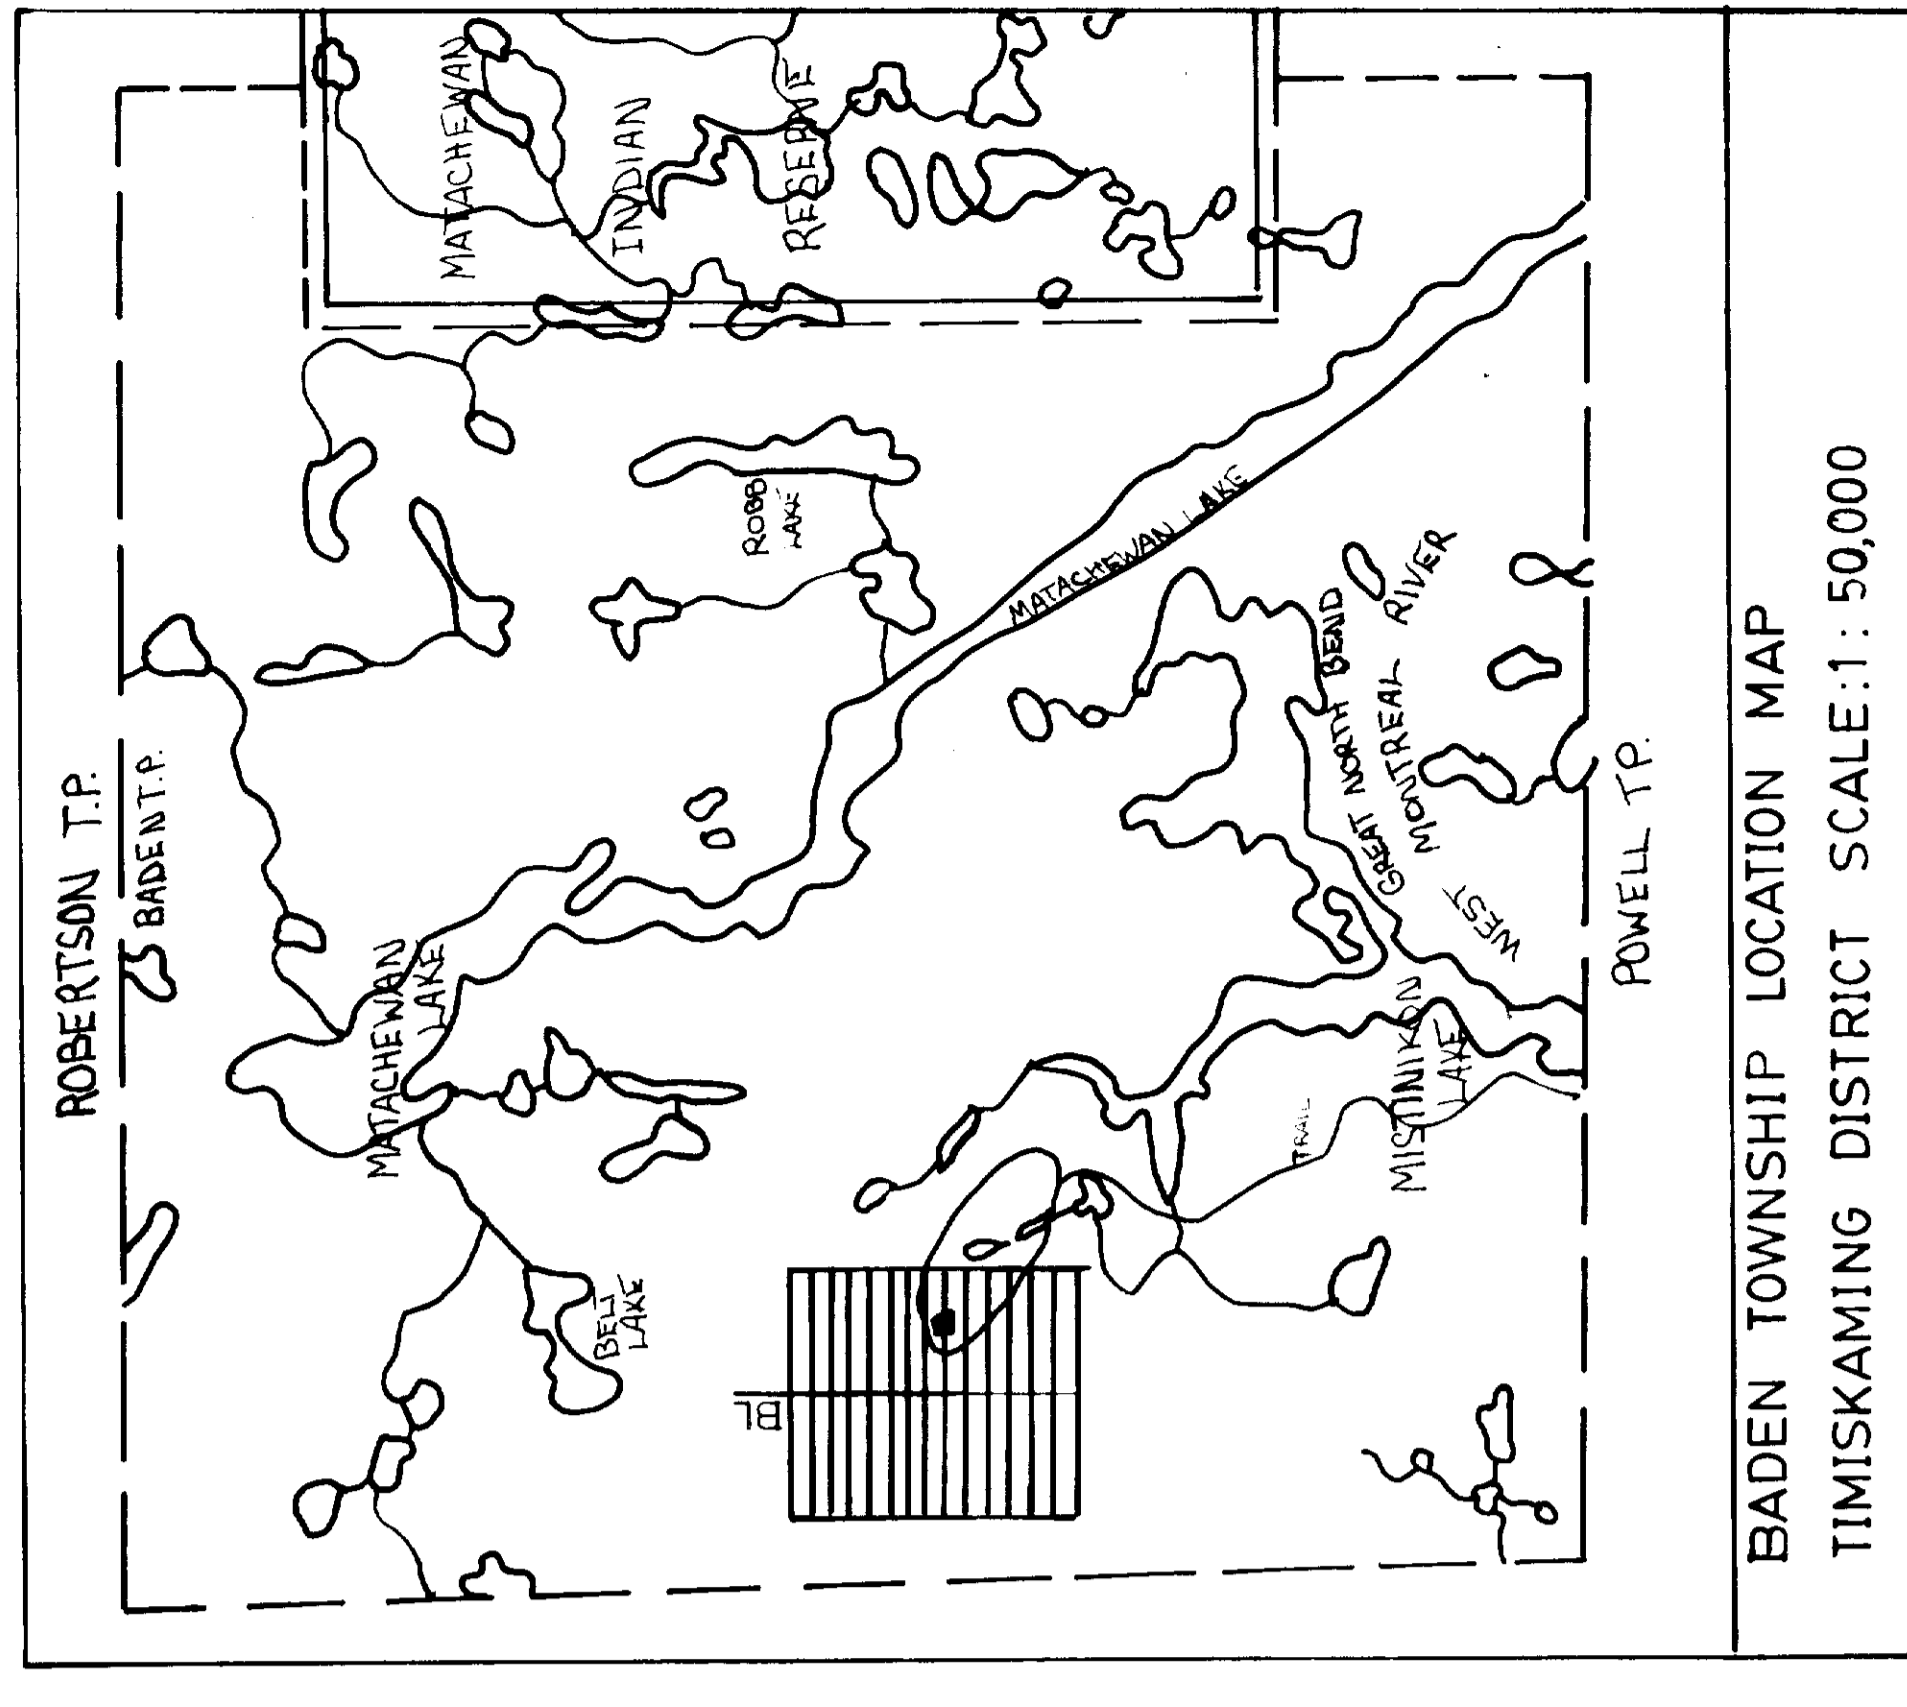 ROBERTSON T.P.
BADEN T.P.
MATACHEWAN
INDIAN
RESERVE
MATACHEWAN
LAKE
ROBB
LAKE
MATACHEWAN LAKE
BELL
LAKE
BL
GREAT NORTH BEND
WEST MONTREAL RIVER
MISTINIKON
LAKE
TRAIL
POWELL TP.
BADEN TOWNSHIP LOCATION MAP
TIMISKAMING DISTRICT SCALE:1:50,000